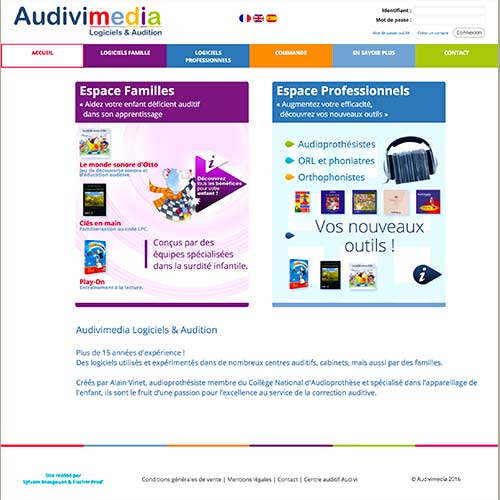 Audivimedia
Logiciels & Audition
Identifiant :
Mot de passe :
Mot de passe oublié
Créer un compte
Connexion
ACCUEIL
LOGICIELS FAMILLE
LOGICIELS
PROFESSIONNELS
COMMANDE
EN SAVOIR PLUS
CONTACT
Espace Familles
« Aidez votre enfant déficient auditif
dans son apprentissage
Le monde sonore d'Otto
Jeu de découverte sonore et
d'éducation auditive.
Découvrez
tous les bénéfices
pour votre
enfant.
Clés en main
Familiarisation au code LPC.
Conçus par des
équipes spécialisées
dans la surdité infantile.
Play-On
Entraînement à la lecture.
Espace Professionnels
« Augmentez votre efficacité,
découvrez vos nouveaux outils »
Audioprothésistes
ORL et phoniatres
Orthophonistes
Vos nouveaux
outils !
Audivimedia Logiciels & Audition
Plus de 15 années d'expérience !
Des logiciels utilisés et expérimentés dans de nombreux centres auditifs, cabinets, mais aussi par des familles.
Créés par Alain Vinet, audioprothésiste membre du Collège National d'Audioprothèse et spécialisé dans l'appareillage de
l'enfant, ils sont le fruit d'une passion pour l'excellence au service de la correction auditive.
Site réalisé par
Sylvain Beaujouan & Fischer Prod'
Conditions générales de vente | Mentions légales | Contact | Centre auditif Audivi
© Audivimedia 2016